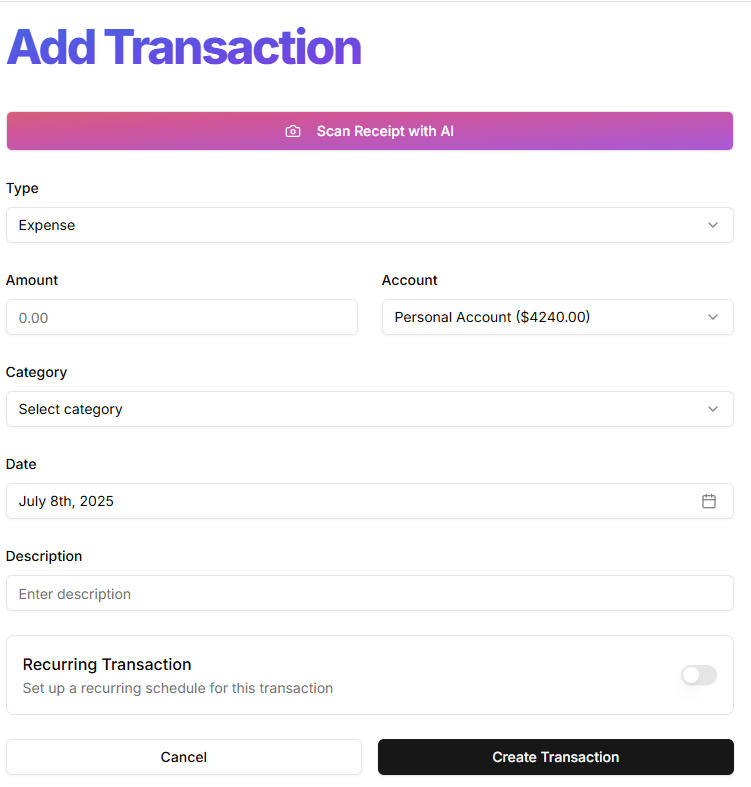 Add Transaction
Scan Receipt with AI
Type
Expense
Amount
Account
0.00
Personal Account ($4240.00)
Category
Select category
Date
July 8th, 2025
Description
Enter description
Recurring Transaction
Set up a recurring schedule for this transaction
Cancel
Create Transaction